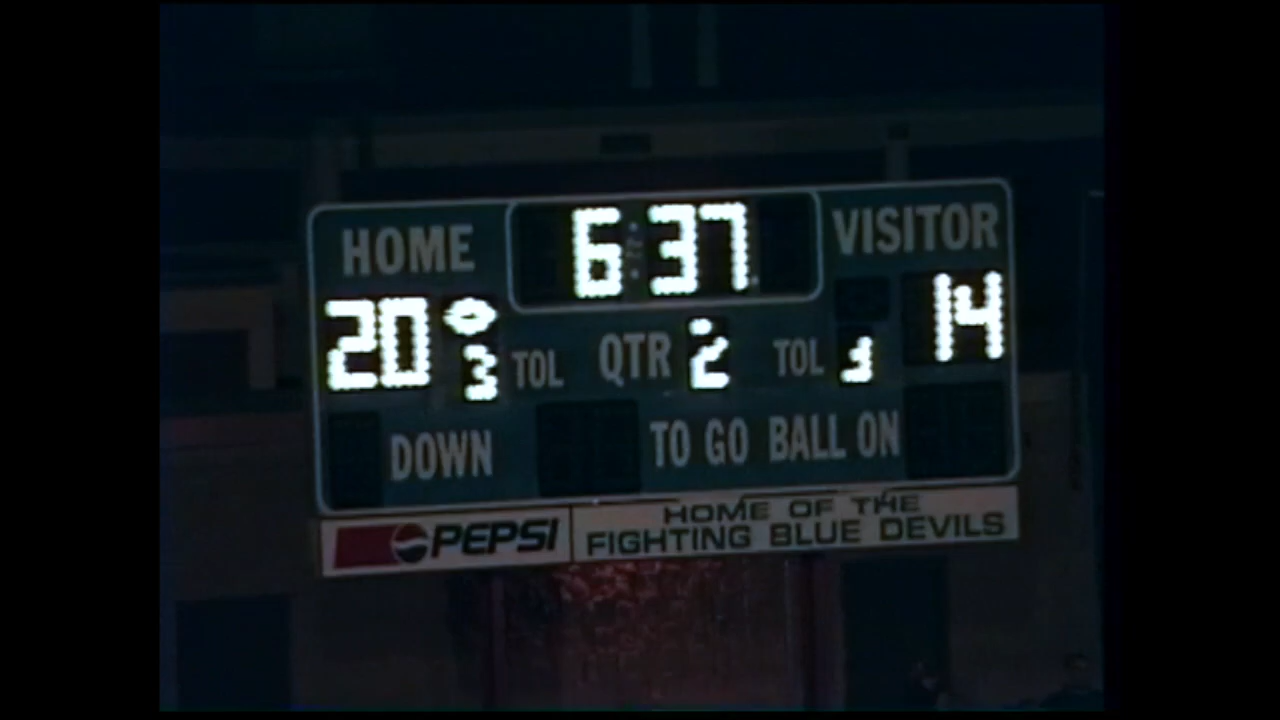 HOME 6:37 VISITOR
20 14
3 TOL QTR 2 TOL 3
DOWN TO GO BALL ON
PEPSI HOME OF THE
FIGHTING BLUE DEVILS